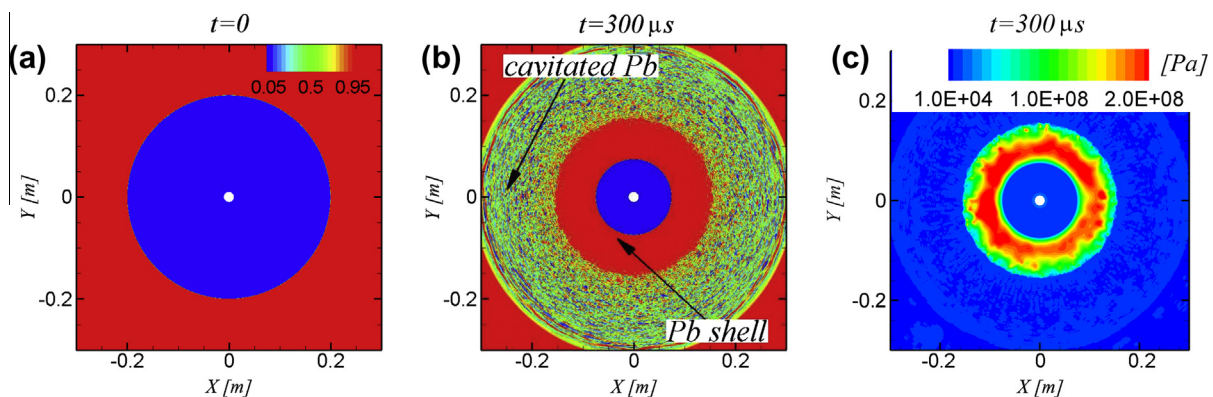 t=0
(a)
0.05 0.5 0.95
0.2
0
-0.2
Y [m]
-0.2 0 0.2
X [m]
t=300 μs
(b)
cavitated Pb
Pb shell
0.2
0
-0.2
Y [m]
-0.2 0 0.2
X [m]
t=300 μs
(c)
[Pa]
1.0E+04 1.0E+08 2.0E+08
0.2
0
-0.2
Y [m]
-0.2 0 0.2
X [m]